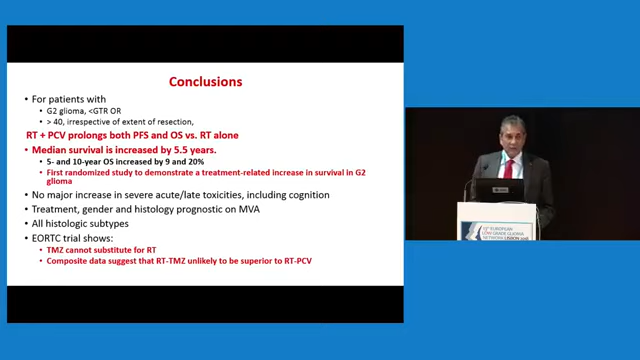 Conclusions
• For patients with
• G2 glioma, <GTR OR
• > 40, irrespective of extent of resection,
RT + PCV prolongs both PFS and OS vs. RT alone
• Median survival is increased by 5.5 years.
• 5- and 10-year OS increased by 9 and 20%
• First randomized study to demonstrate a treatment-related increase in survival in G2
glioma
• No major increase in severe acute/late toxicities, including cognition
• Treatment, gender and histology prognostic on MVA
• All histologic subtypes
• EORTC trial shows:
• TMZ cannot substitute for RT
• Composite data suggest that RT-TMZ unlikely to be superior to RT-PCV
EUROPEAN
LOW GRADE GLIOMA
NETWORK